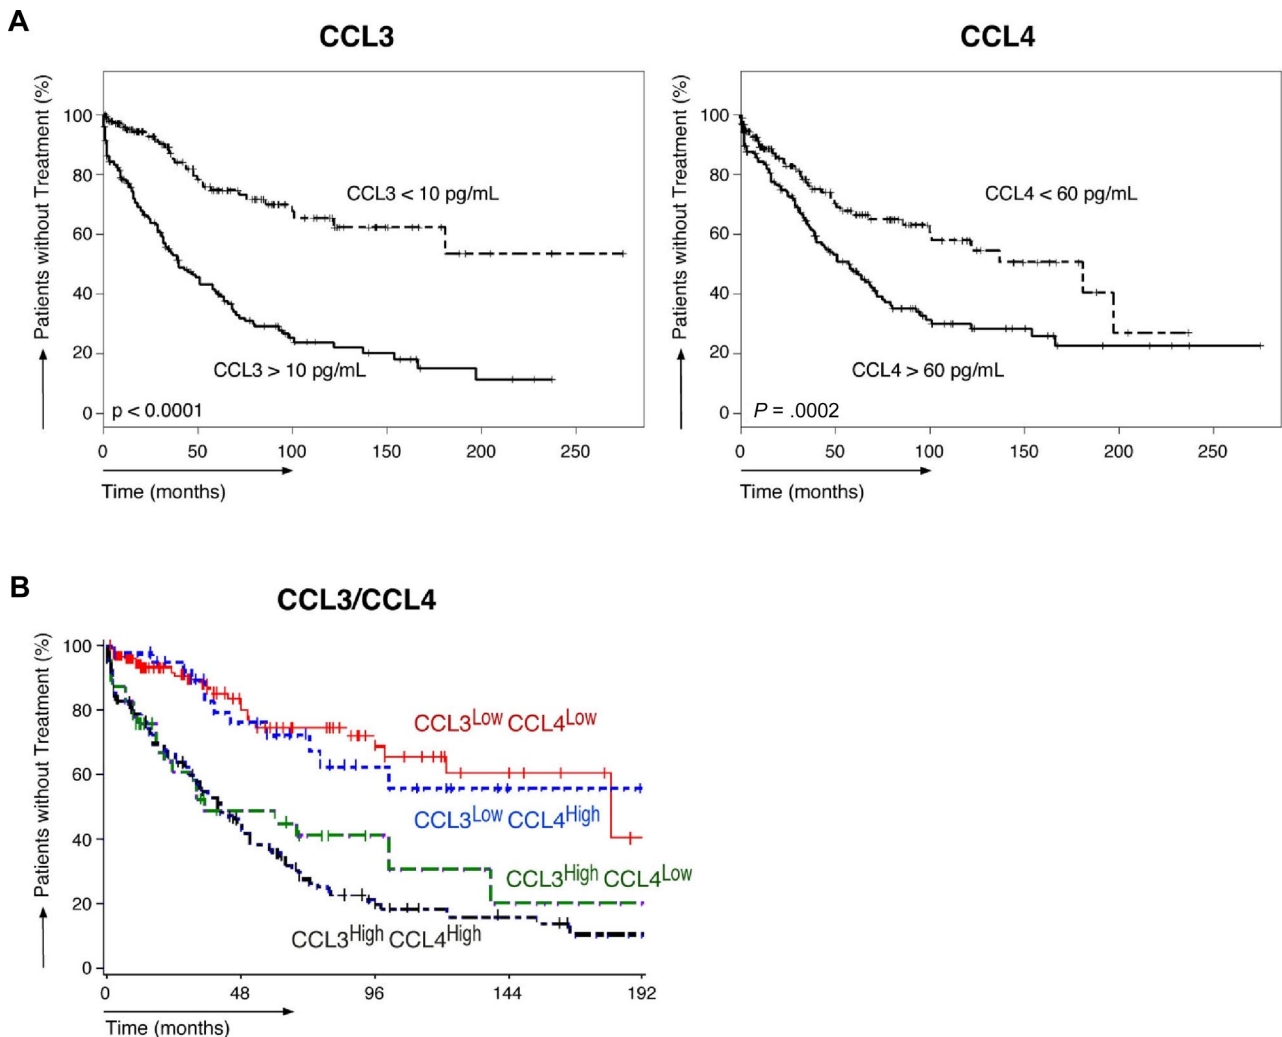 A
CCL3
CCL4
Patients without Treatment (%)
100
80
60
40
20
0
CCL3 < 10 pg/mL
CCL3 > 10 pg/mL
p < 0.0001
0 50 100 150 200 250
Time (months)
Patients without Treatment (%)
100
80
60
40
20
0
CCL4 < 60 pg/mL
CCL4 > 60 pg/mL
P = .0002
0 50 100 150 200 250
Time (months)
B
CCL3/CCL4
Patients without Treatment (%)
100
80
60
40
20
0
CCL3Low CCL4Low
CCL3Low CCL4High
CCL3High CCL4Low
CCL3High CCL4High
0 48 96 144 192
Time (months)